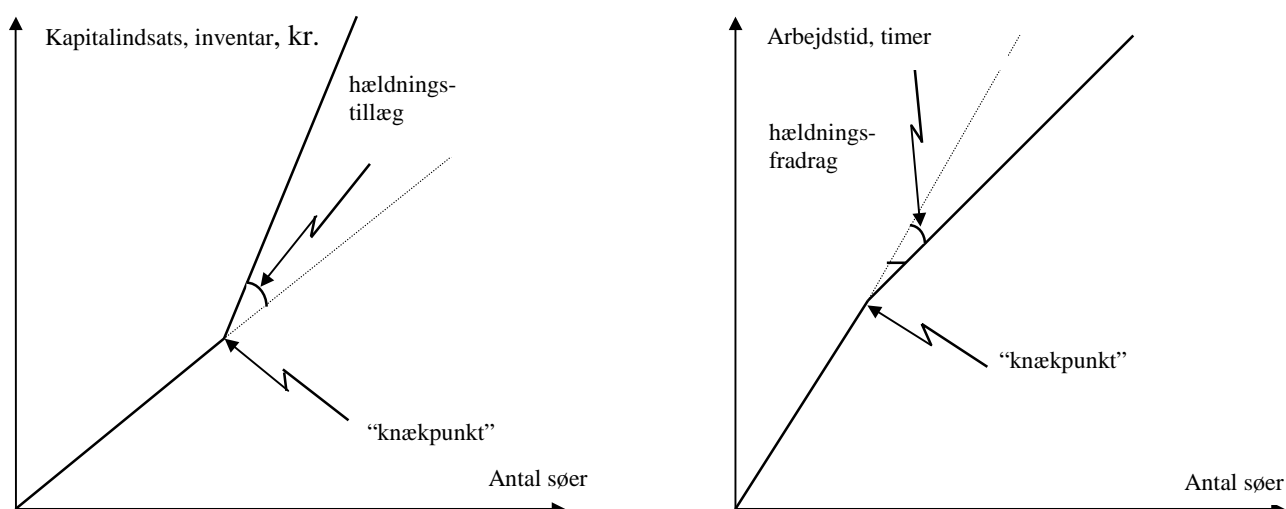 Kapitalindsats, inventar, kr.
hældnings-
tillæg
“knækpunkt”
Antal søer
Arbejdstid, timer
hældnings-
fradrag
“knækpunkt”
Antal søer